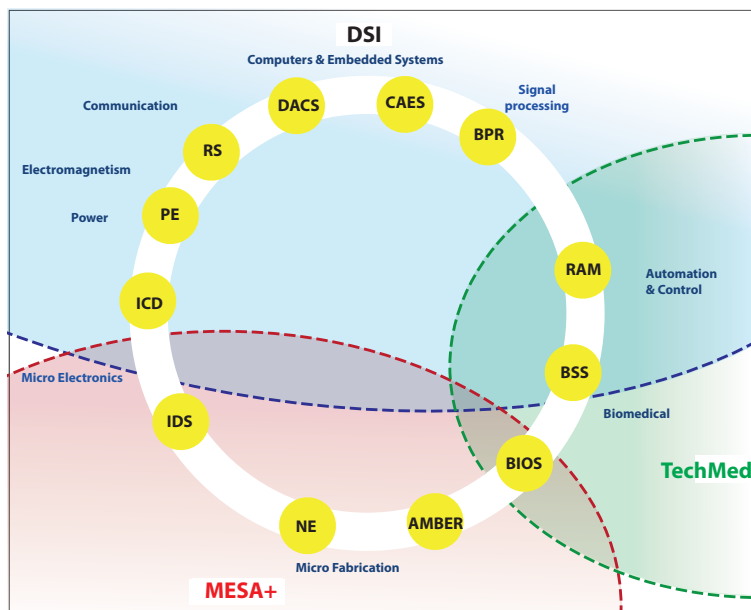 DSI
Computers & Embedded Systems
DACS
CAES
Signal
processing
Communication
BPR
RS
Electromagnetism
PE
Power
RAM
Automation
& Control
ICD
Micro Electronics
BSS
Biomedical
IDS
BIOS
TechMed
NE
AMBER
Micro Fabrication
MESA+